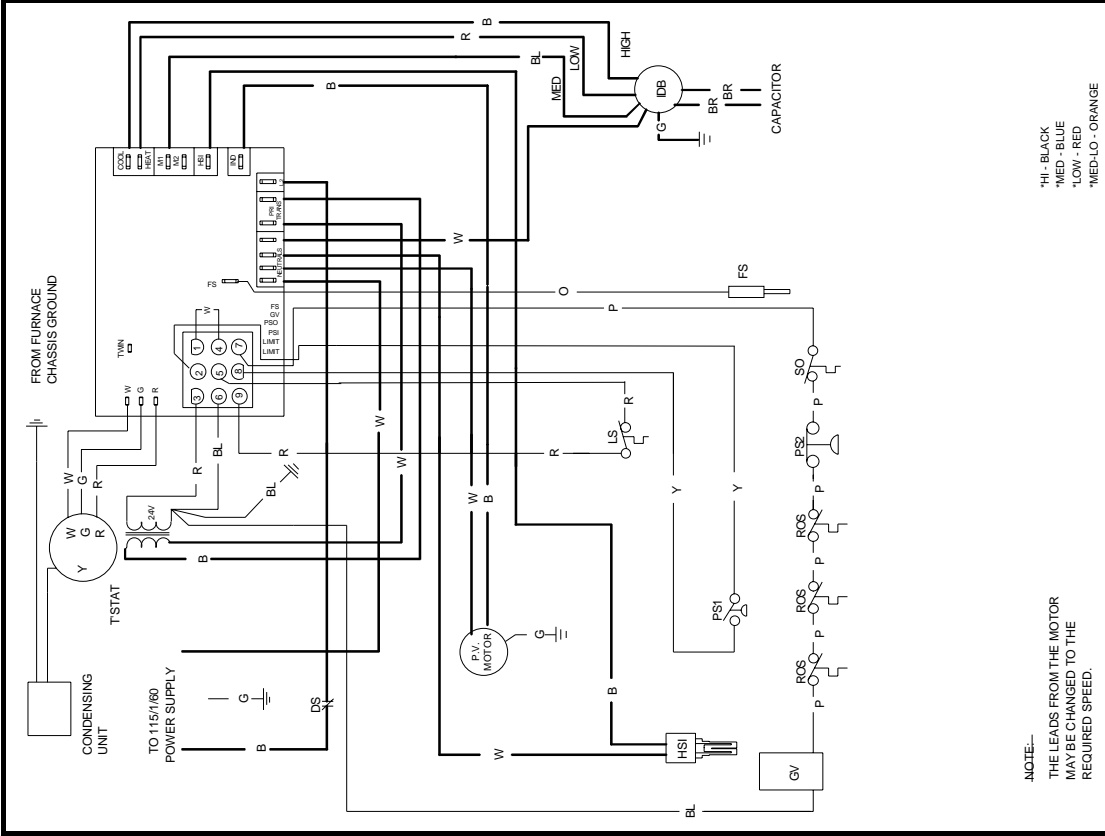 FROM FURNACE
CHASSIS GROUND
CONDENSING
UNIT
T'STAT
Y
W
G
R
W
G
R
W
G
R
TWIN
24V
B
R
BL
BL
TO 115/1/60
POWER SUPPLY
G
B
DS
COOL
HEAT
M1
M2
HSI
IND
L2
PRI
TRANS
NEUTRALS
FS
FS
GV
PSO
PSI
LIMIT
LIMIT
1
2
3
4
5
6
7
8
9
W
B
R
BL
B
HIGH
LOW
MED
IDB
G
BR
BR
CAPACITOR
W
W
W
W
B
P.V.
MOTOR
G
R
R
LS
Y
Y
PS1
O
FS
P
SO
P
PS2
P
ROS
P
ROS
P
ROS
P
GV
BL
HSI
W
B
NOTE:
THE LEADS FROM THE MOTOR
MAY BE CHANGED TO THE
REQUIRED SPEED.
*HI - BLACK
*MED - BLUE
*LOW - RED
*MED-LO - ORANGE